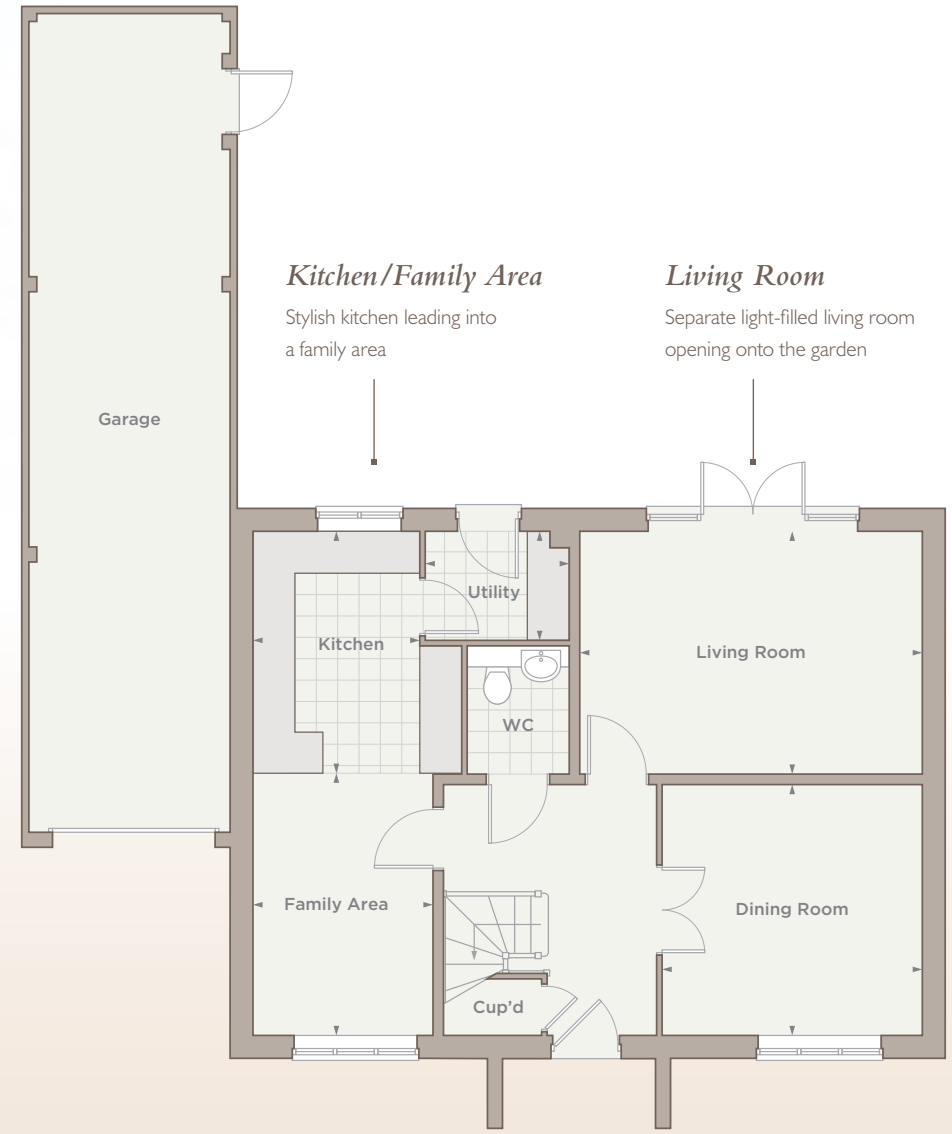 Kitchen/Family Area
Stylish kitchen leading into
a family area
Living Room
Separate light-filled living room
opening onto the garden
Garage
Utility
Kitchen
Living Room
WC
Family Area
Dining Room
Cup'd